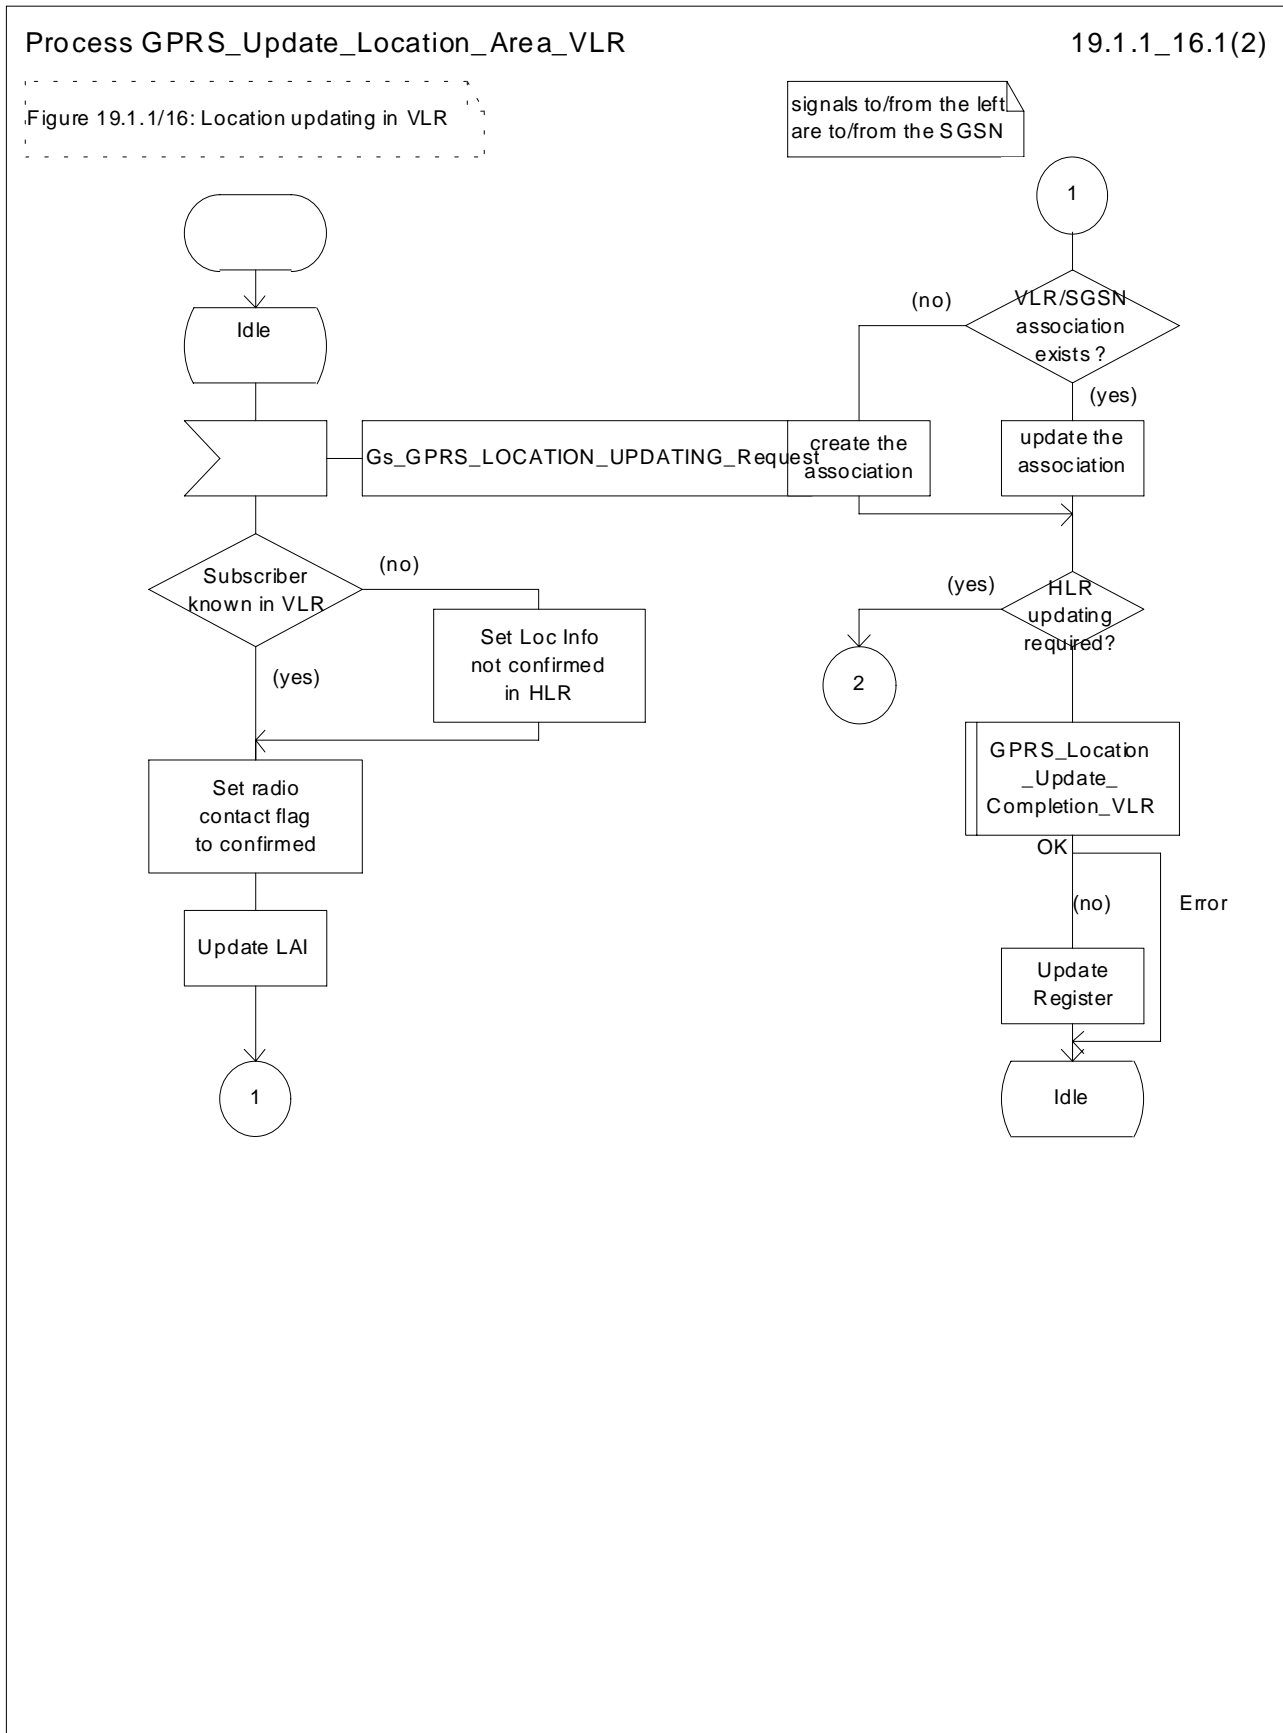 Process GPRS_Update_Location_Area_VLR
19.1.1_16.1(2)
Figure 19.1.1/16: Location updating in VLR
signals to/from the left
are to/from the SGSN
Idle
Gs_GPRS_LOCATION_UPDATING_Request
Subscriber
known in VLR
(no)
Set Loc Info
not confirmed
in HLR
(yes)
Set radio
contact flag
to confirmed
Update LAI
1
1
VLR/SGSN
association
exists ?
(no)
(yes)
create the
association
update the
association
HLR
updating
required?
(yes)
2
GPRS_Location
_Update_
Completion_VLR
OK
(no)
Error
Update
Register
Idle